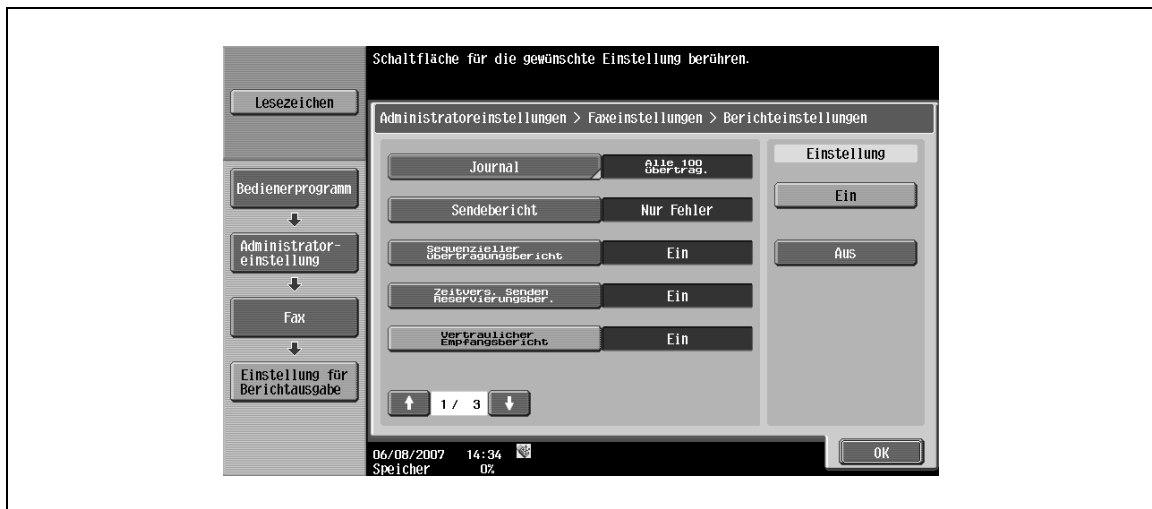 Schaltfläche für die gewünschte Einstellung berühren.
Lesezeichen
Administratoreinstellungen > Faxeinstellungen > Berichteinstellungen
Journal
Alle 100
übertrag.
Einstellung
Bedienerprogramm
Sendebericht
Nur Fehler
Ein
Administrator-
einstellung
Sequenzieller
übertragungsbericht
Ein
Aus
Zeitvers. Senden
Reservierungsber.
Ein
Fax
Vertraulicher
Empfangsbericht
Ein
Einstellung für
Berichtausgabe
1 / 3
OK
06/08/2007 14:34
Speicher 0%